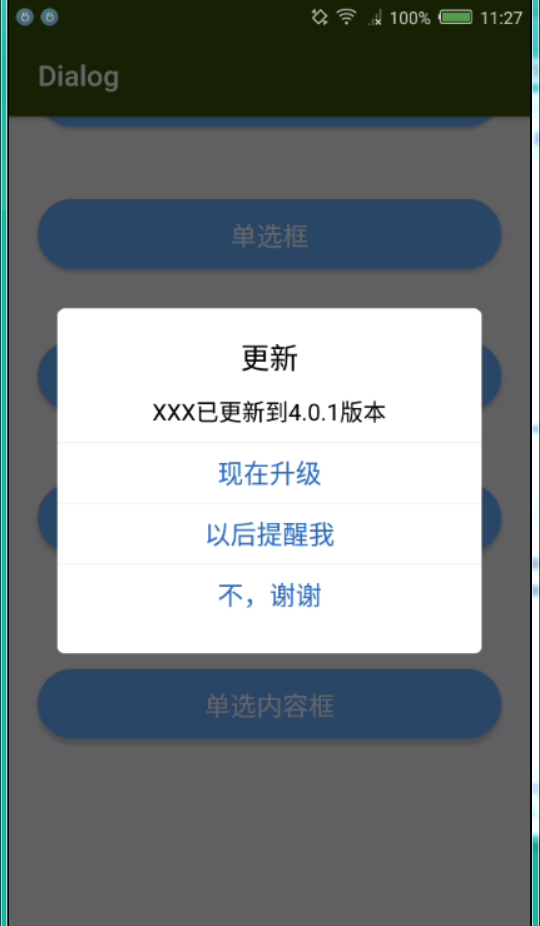 100% 11:27
Dialog
单选框
更新
XXX已更新到4.0.1版本
现在升级
以后提醒我
不，谢谢
单选内容框